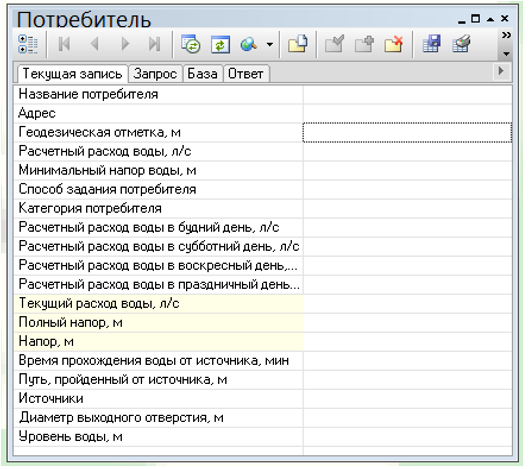 Потребитель
Текущая запись Запрос База Ответ
Название потребителя
Адрес
Геодезическая отметка, м
Расчетный расход воды, л/с
Минимальный напор воды, м
Способ задания потребителя
Категория потребителя
Расчетный расход воды в будний день, л/с
Расчетный расход воды в субботний день, л/с
Расчетный расход воды в воскресный день,...
Расчетный расход воды в праздничный день...
Текущий расход воды, л/с
Полный напор, м
Напор, м
Время прохождения воды от источника, мин
Путь, пройденный от источника, м
Источники
Диаметр выходного отверстия, м
Уровень воды, м